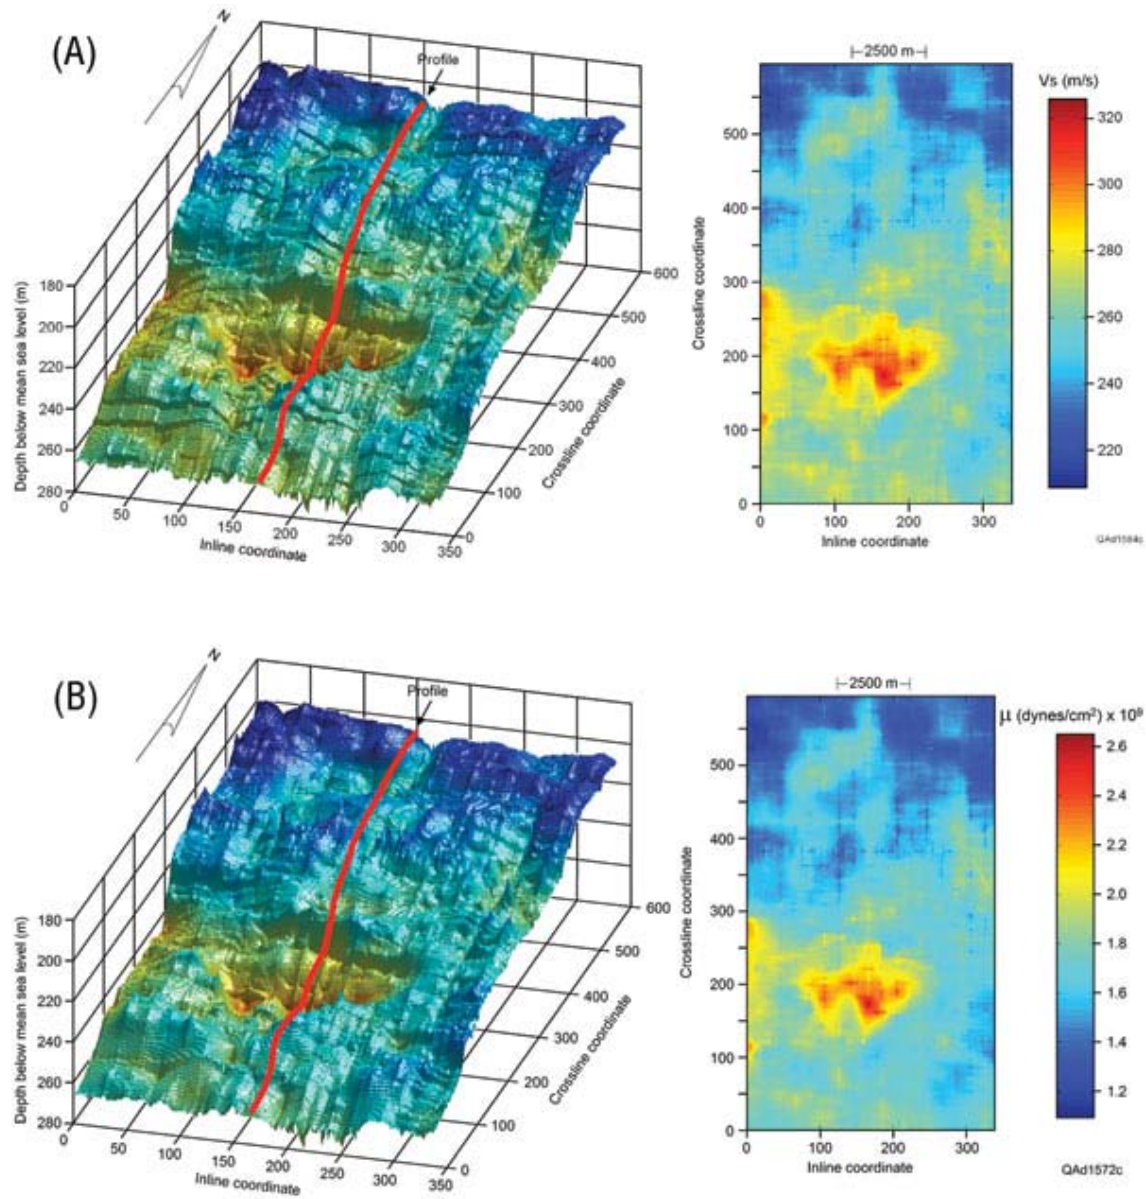 (A)
N
Profile
180
200
220
240
260
280
Depth below mean sea level (m)
0
50
100
150
200
250
300
350
Inline coordinate
0
100
200
300
400
500
600
Crossline coordinate
2500 m
500
400
300
200
100
0
Crossline coordinate
0 100 200 300
Inline coordinate
Vs (m/s)
320
300
280
260
240
220
(B)
N
Profile
180
200
220
240
260
280
Depth below mean sea level (m)
0
50
100
150
200
250
300
350
Inline coordinate
0
100
200
300
400
500
600
Crossline coordinate
2500 m
500
400
300
200
100
0
Crossline coordinate
0 100 200 300
Inline coordinate
μ (dynes/cm²) x 10⁹
2.6
2.4
2.2
2.0
1.8
1.6
1.4
1.2
QAd1572c